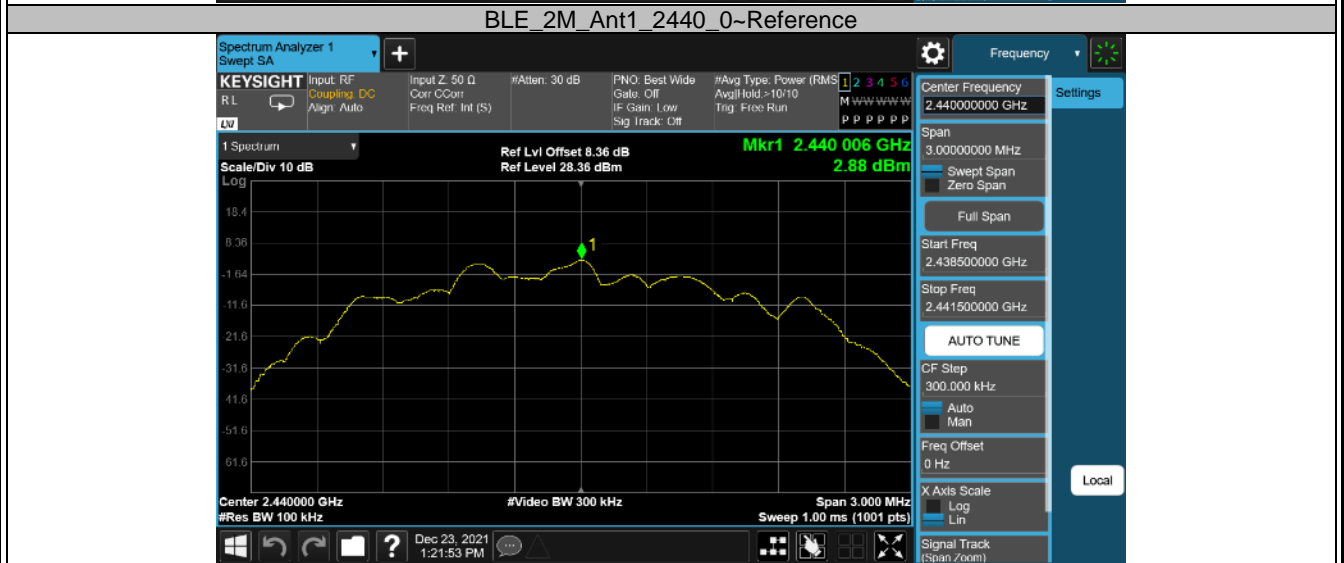 BLE_2M_Ant1_2440_0~Reference
Spectrum Analyzer 1
Swept SA
+
Frequency
KEYSIGHT
R L
LXI
Input: RF
Coupling: DC
Align: Auto
Input Z: 50 Ω
Corr CCorr
Freq Ref: Int (S)
#Atten: 30 dB
PNO: Best Wide
Gate: Off
IF Gain: Low
Sig Track: Off
#Avg Type: Power (RMS
Avg|Hold:>10/10
Trig: Free Run
1 2 3 4 5 6
M W W W W W
P P P P P P
1 Spectrum
Scale/Div 10 dB
Ref Lvl Offset 8.36 dB
Ref Level 28.36 dBm
Mkr1 2.440 006 GHz
2.88 dBm
Log
18.4
8.36
-1.64
-11.6
-21.6
-31.6
-41.6
-51.6
-61.6
1
Center 2.440000 GHz
#Res BW 100 kHz
#Video BW 300 kHz
Span 3.000 MHz
Sweep 1.00 ms (1001 pts)
Dec 23, 2021
1:21:53 PM
?
Center Frequency
2.440000000 GHz
Settings
Span
3.00000000 MHz
Swept Span
Zero Span
Full Span
Start Freq
2.438500000 GHz
Stop Freq
2.441500000 GHz
AUTO TUNE
CF Step
300.000 kHz
Auto
Man
Freq Offset
0 Hz
X Axis Scale
Log
Lin
Local
Signal Track
(Span Zoom)